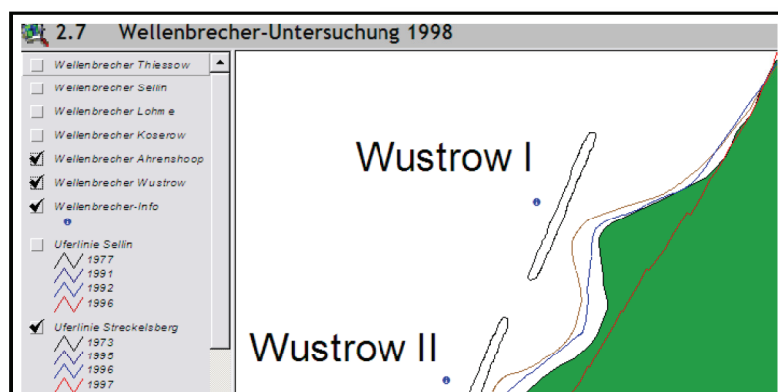 2.7 Wellenbrecher-Untersuchung 1998
Wellenbrecher Thiessow
Wellenbrecher Sellin
Wellenbrecher Lohme
Wellenbrecher Koserow
Wellenbrecher Ahrenshoop
Wellenbrecher Wustrow
Wellenbrecher-Info
Uferlinie Sellin
1977
1991
1992
1996
Uferlinie Streckelsberg
1973
1995
1996
1997
Wustrow I
Wustrow II